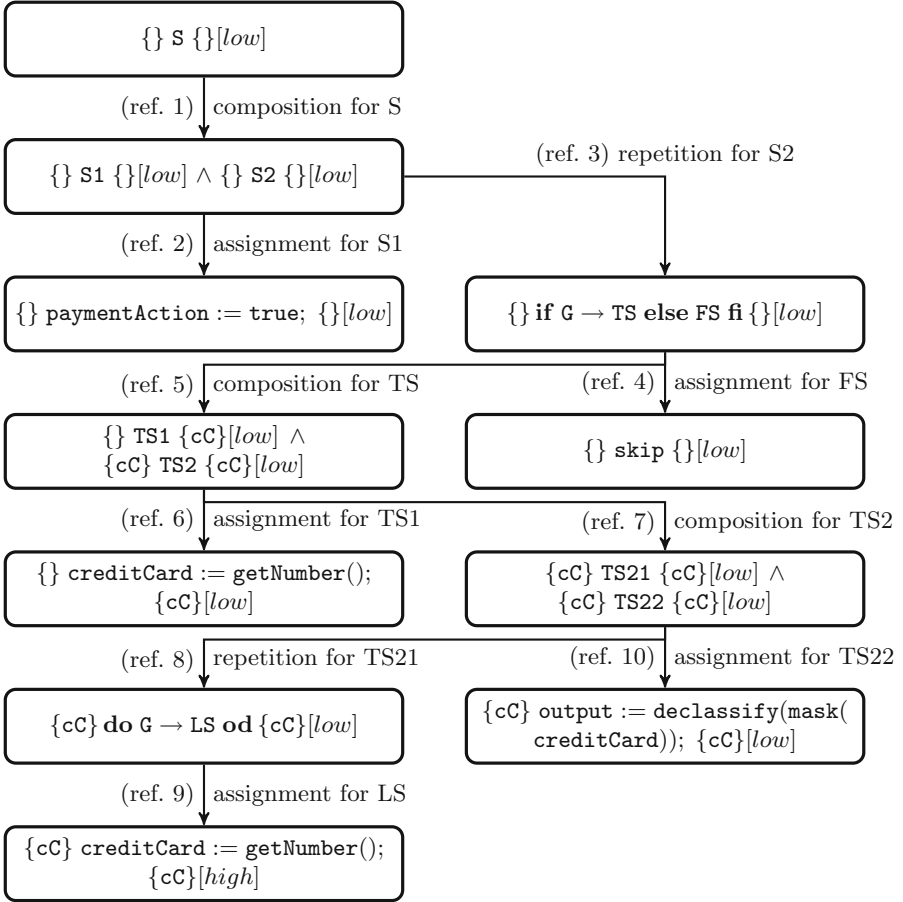 {} S {}[low]
(ref. 1) composition for S
{} S1 {}[low] ∧ {} S2 {}[low]
(ref. 3) repetition for S2
(ref. 2) assignment for S1
{} paymentAction := true; {}[low]
{} if G → TS else FS fi {}[low]
(ref. 5) composition for TS
(ref. 4) assignment for FS
{} TS1 {cC}[low] ∧
{cC} TS2 {cC}[low]
{} skip {}[low]
(ref. 6) assignment for TS1
(ref. 7) composition for TS2
{} creditCard := getNumber();
{cC}[low]
{cC} TS21 {cC}[low] ∧
{cC} TS22 {cC}[low]
(ref. 8) repetition for TS21
(ref. 10) assignment for TS22
{cC} do G → LS od {cC}[low]
{cC} output := declassify(mask(
creditCard)); {cC}[low]
(ref. 9) assignment for LS
{cC} creditCard := getNumber();
{cC}[high]